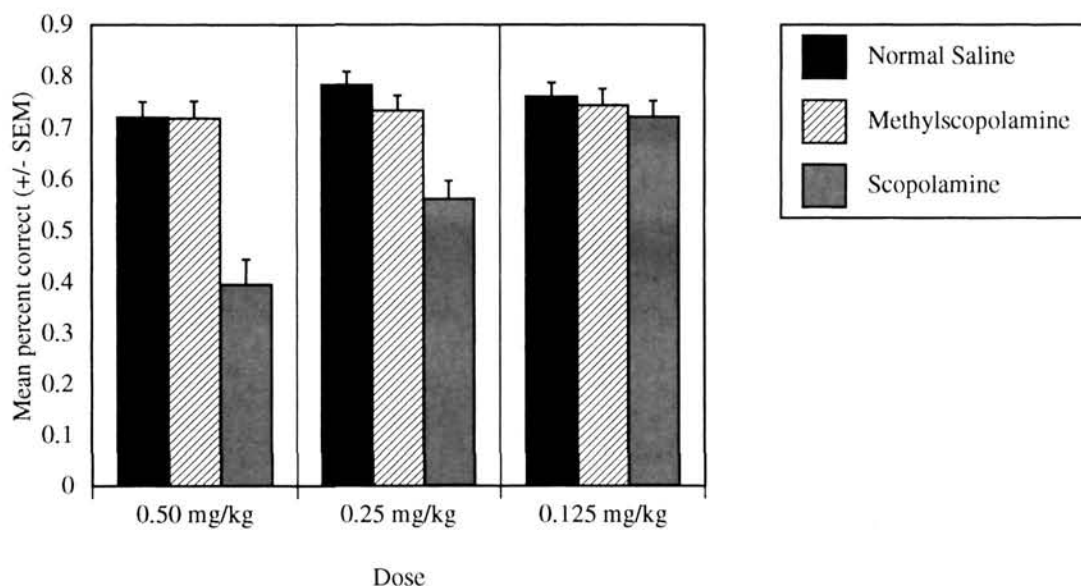 Mean percent correct (+/- SEM)
0.9
0.8
0.7
0.6
0.5
0.4
0.3
0.2
0.1
0
0.50 mg/kg
0.25 mg/kg
0.125 mg/kg
Dose
Normal Saline
Methylscopolamine
Scopolamine